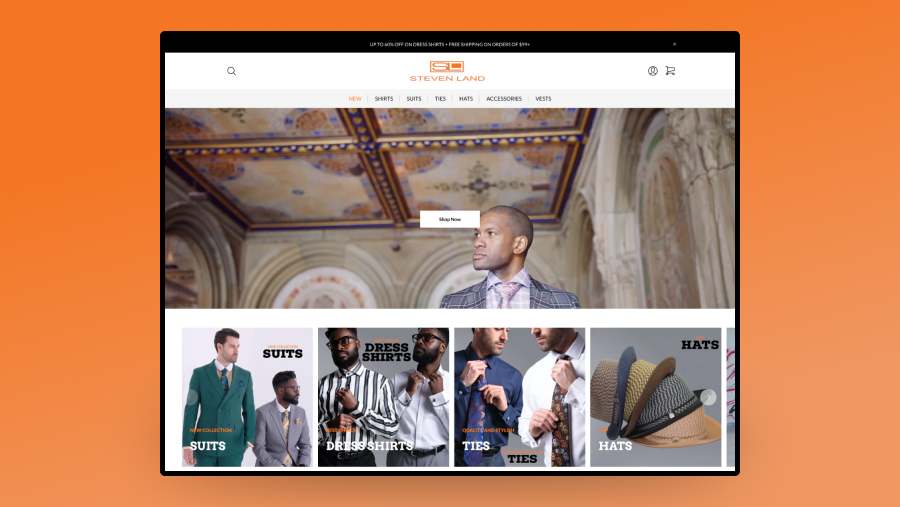 UP TO 60% OFF ON DRESS SHIRTS + FREE SHIPPING ON ORDERS OF $99+
×
SL
STEVEN LAND
NEW
SHIRTS
SUITS
TIES
HATS
ACCESSORIES
VESTS
Shop Now
NEW COLLECTION
SUITS
NEW COLLECTION
SUITS
DRESS
SHIRTS
DRESS SHIRTS
QUALITY AND STYLISH
TIES
TIES
HATS
HATS